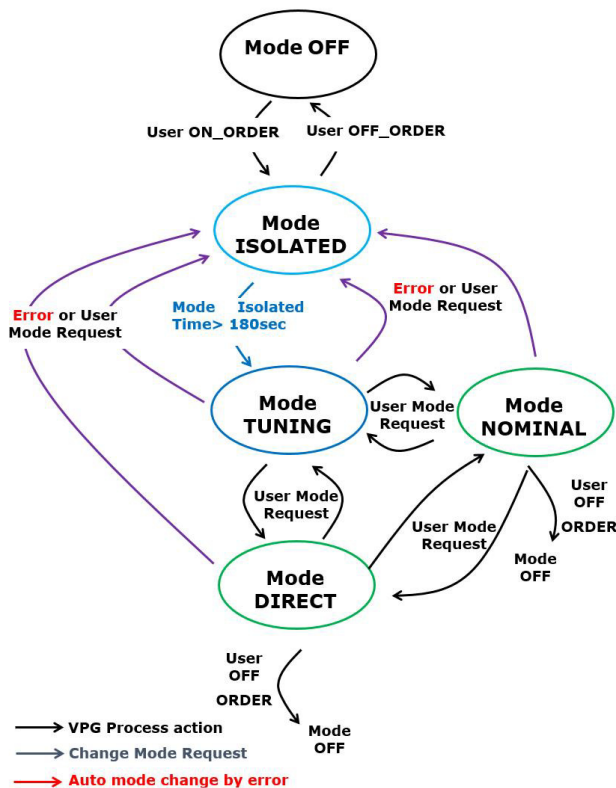 Mode OFF
User ON_ORDER
User OFF_ORDER
Mode
ISOLATED
Error or User
Mode Request
Mode Isolated
Time> 180sec
Error or User
Mode Request
Mode
TUNING
User Mode
Request
Mode
NOMINAL
User Mode
Request
User Mode
Request
User
OFF
ORDER
Mode
OFF
Mode
DIRECT
User
OFF
ORDER
Mode
OFF
VPG Process action
Change Mode Request
Auto mode change by error